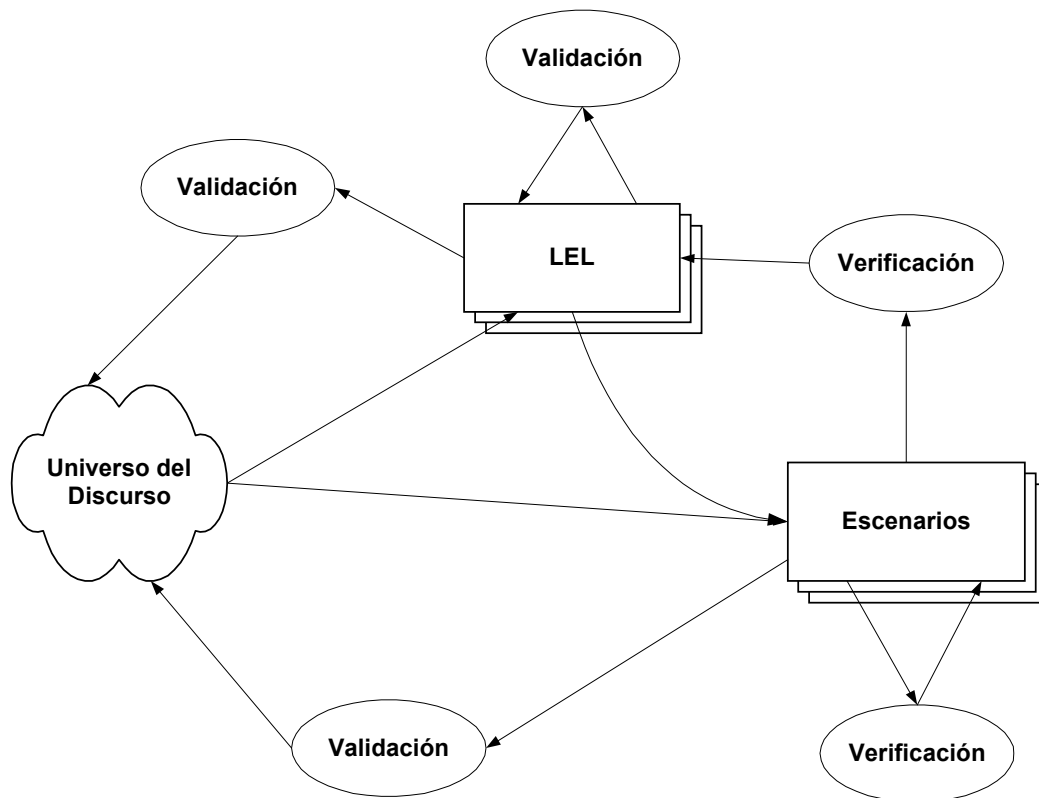 Validación
Validación
LEL
Verificación
Universo del
Discurso
Escenarios
Validación
Verificación